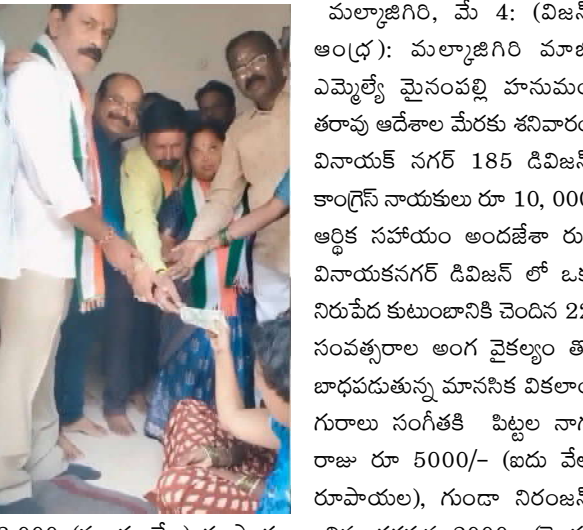 మల్కాజిగిరి, మే 4: (విజన్
ఆంధ్ర): మల్కాజిగిరి మాజ
ఎమ్మెల్యే మైనంపల్లి హనుమం
తరావు ఆదేశాల మేరకు శనివారం
వినాయక్ నగర్ 185 డివిజన్
కాంగ్రెస్ నాయకులు రూ 10, 000
ఆర్థిక సహాయం అందజేశా రు
వినాయకనగర్ డివిజన్ లో ఒక
నిరుపేద కుటుంబానికి చెందిన 22
సంవత్సరాల అంగ వైకల్యం తొ
బాధపడుతున్న మానసిక వికలాం
గురాలు సంగీతకి పిట్టల నాగ
రాజు రూ 5000/- (ఐదు వేల
రూపాయల), గుండా నిరంజన్